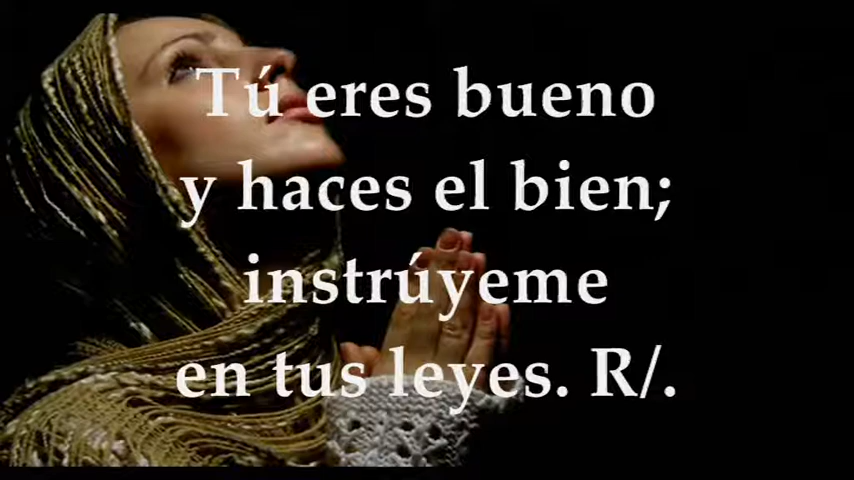 Tú eres bueno
y haces el bien;
instrúyeme
en tus leyes. R/.